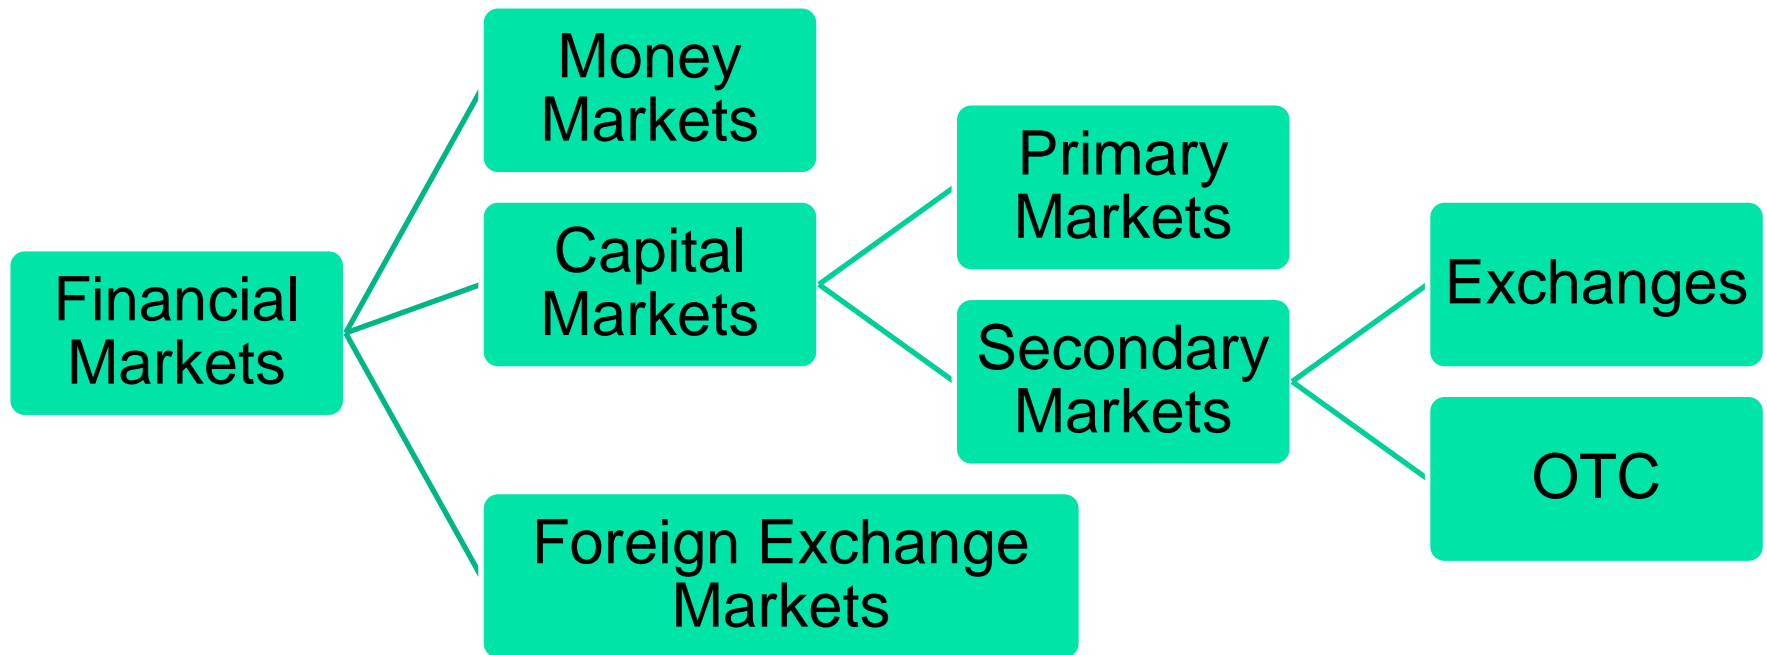 Financial
Markets
Money
Markets
Capital
Markets
Foreign Exchange
Markets
Primary
Markets
Secondary
Markets
Exchanges
OTC